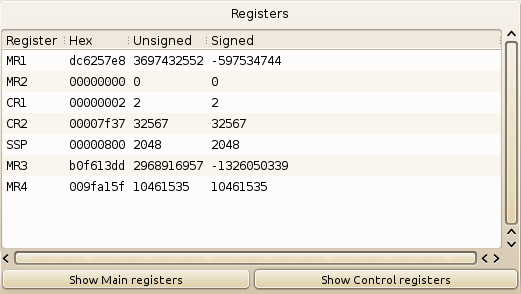 Registers
Register Hex Unsigned Signed
MR1 dc6257e8 3697432552 -597534744
MR2 00000000 0 0
CR1 00000002 2 2
CR2 00007f37 32567 32567
SSP 00000800 2048 2048
MR3 b0f613dd 2968916957 -1326050339
MR4 009fa15f 10461535 10461535
Show Main registers Show Control registers